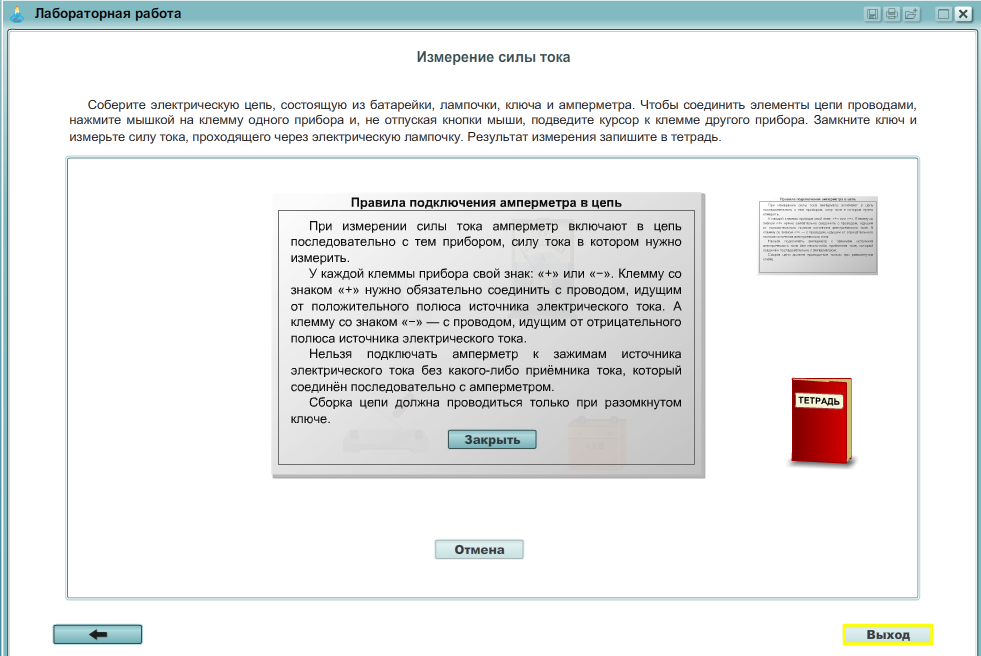 Лабораторная работа
Измерение силы тока
Соберите электрическую цепь, состоящую из батарейки, лампочки, ключа и амперметра. Чтобы соединить элементы цепи проводами,
нажмите мышкой на клемму одного прибора и, не отпуская кнопки мыши, подведите курсор к клемме другого прибора. Замкните ключ и
измерьте силу тока, проходящего через электрическую лампочку. Результат измерения запишите в тетрадь.
Правила подключения амперметра в цепь
При измерении силы тока амперметр включают в цепь
последовательно с тем прибором, силу тока в котором нужно
измерить.
У каждой клеммы прибора свой знак: «+» или «−». Клемму со
знаком «+» нужно обязательно соединить с проводом, идущим
от положительного полюса источника электрического тока. А
клемму со знаком «−» — с проводом, идущим от отрицательного
полюса источника электрического тока.
Нельзя подключать амперметр к зажимам источника
электрического тока без какого-либо приёмника тока, который
соединён последовательно с амперметром.
Сборка цепи должна проводиться только при разомкнутом
ключе.
Закрыть
Правила подключения амперметра в цепь
ТЕТРАДЬ
Отмена
Выход